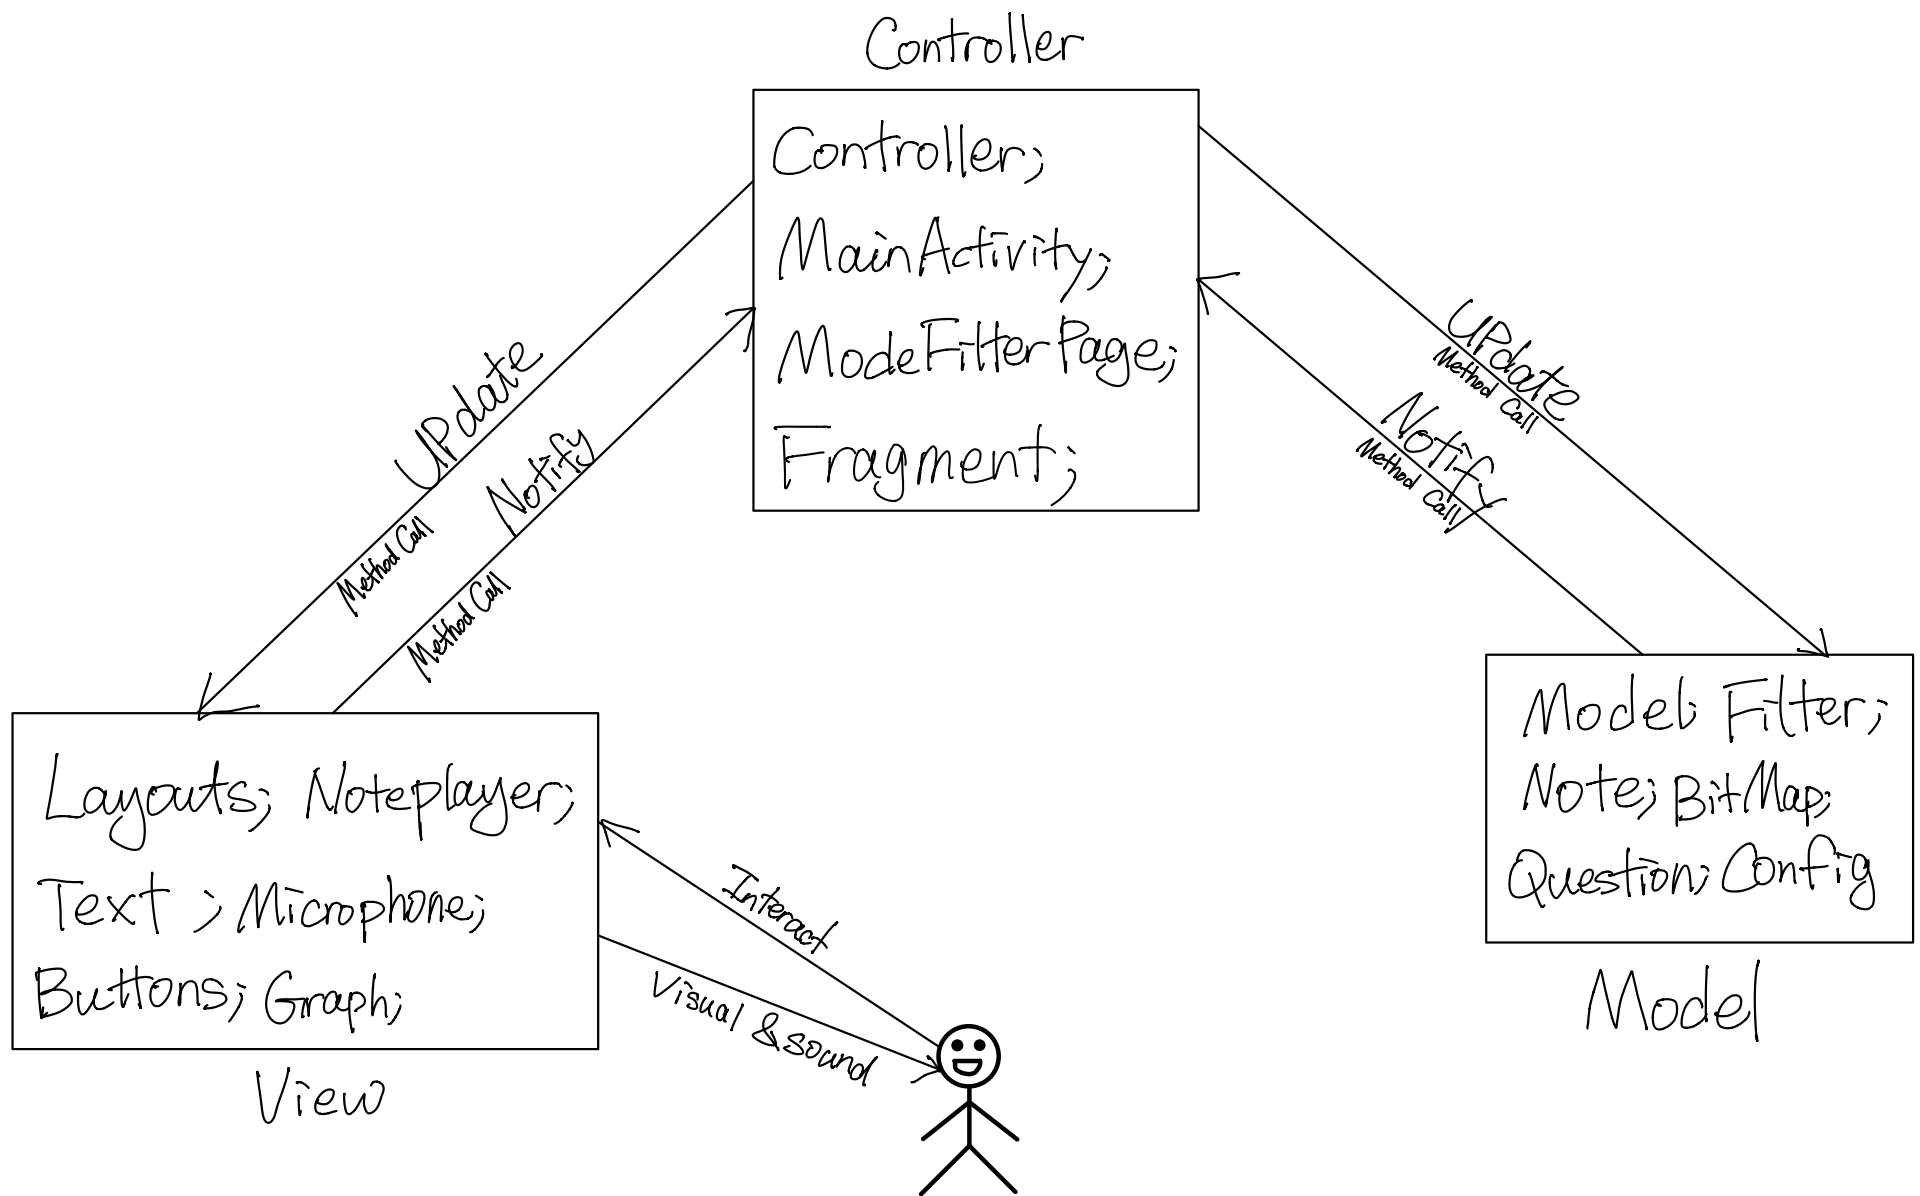 Controller
Controller;
MainActivity;
ModeFilterPage;
Fragment;
UPdate
Method Call
Notify
Method Call
UPdate
Method Call
Notify
Method Call
Layouts; Noteplayer;
Text ; Microphone;
Buttons; Graph;
View
Interact
Visual & sound
Model; Filter;
Note; BitMap;
Question; Config
Model